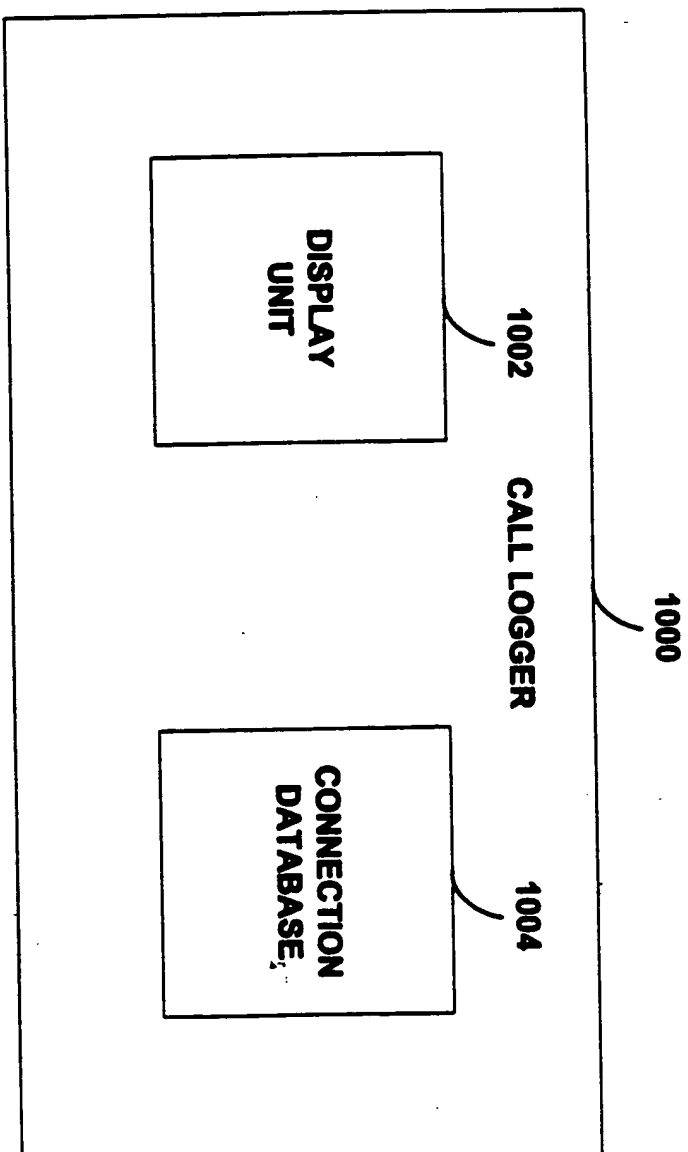 1000
CALL LOGGER
1002
1004
DISPLAY
UNIT
CONNECTION
DATABASE